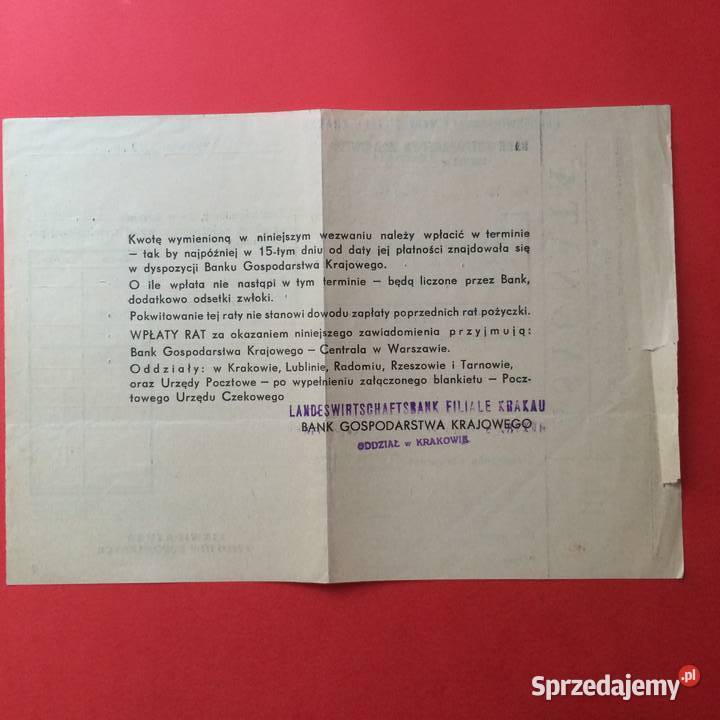 Kwotę wymienioną w niniejszym wezwaniu należy wpłacić w terminie
– tak by najpóźniej w 15-tym dniu od daty jej płatności znajdowała się
w dyspozycji Banku Gospodarstwa Krajowego.
O ile wpłata nie nastąpi w tym terminie – będą liczone przez Bank,
dodatkowo odsetki zwłoki.
Pokwitowanie tej raty nie stanowi dowodu zapłaty poprzednich rat pożyczki.
WPŁATY RAT za okazaniem niniejszego zawiadomienia przyjmują:
Bank Gospodarstwa Krajowego – Centrala w Warszawie.
Oddziały: w Krakowie, Lublinie, Radomiu, Rzeszowie i Tarnowie,
oraz Urzędy Pocztowe – po wypełnieniu załączonego blankietu – Pocz-
towego Urzędu Czekowego
LANDESWIRTSCHAFTSBANK FILIALE KRAKAU
BANK GOSPODARSTWA KRAJOWEGO
ODDZIAŁ w KRAKOWIE
Sprzedajemy.pl